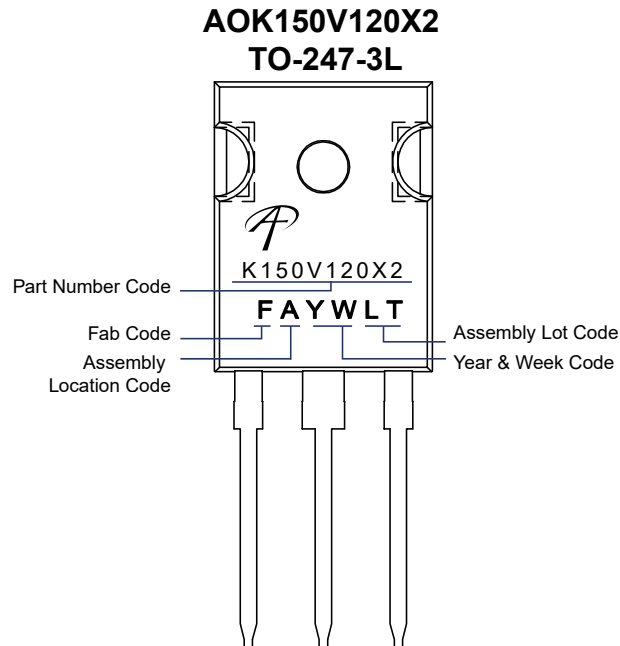 AOK150V120X2
TO-247-3L
K150V120X2
Part Number Code
FAYWLT
Fab Code
Assembly Lot Code
Assembly
Location Code
Year & Week Code